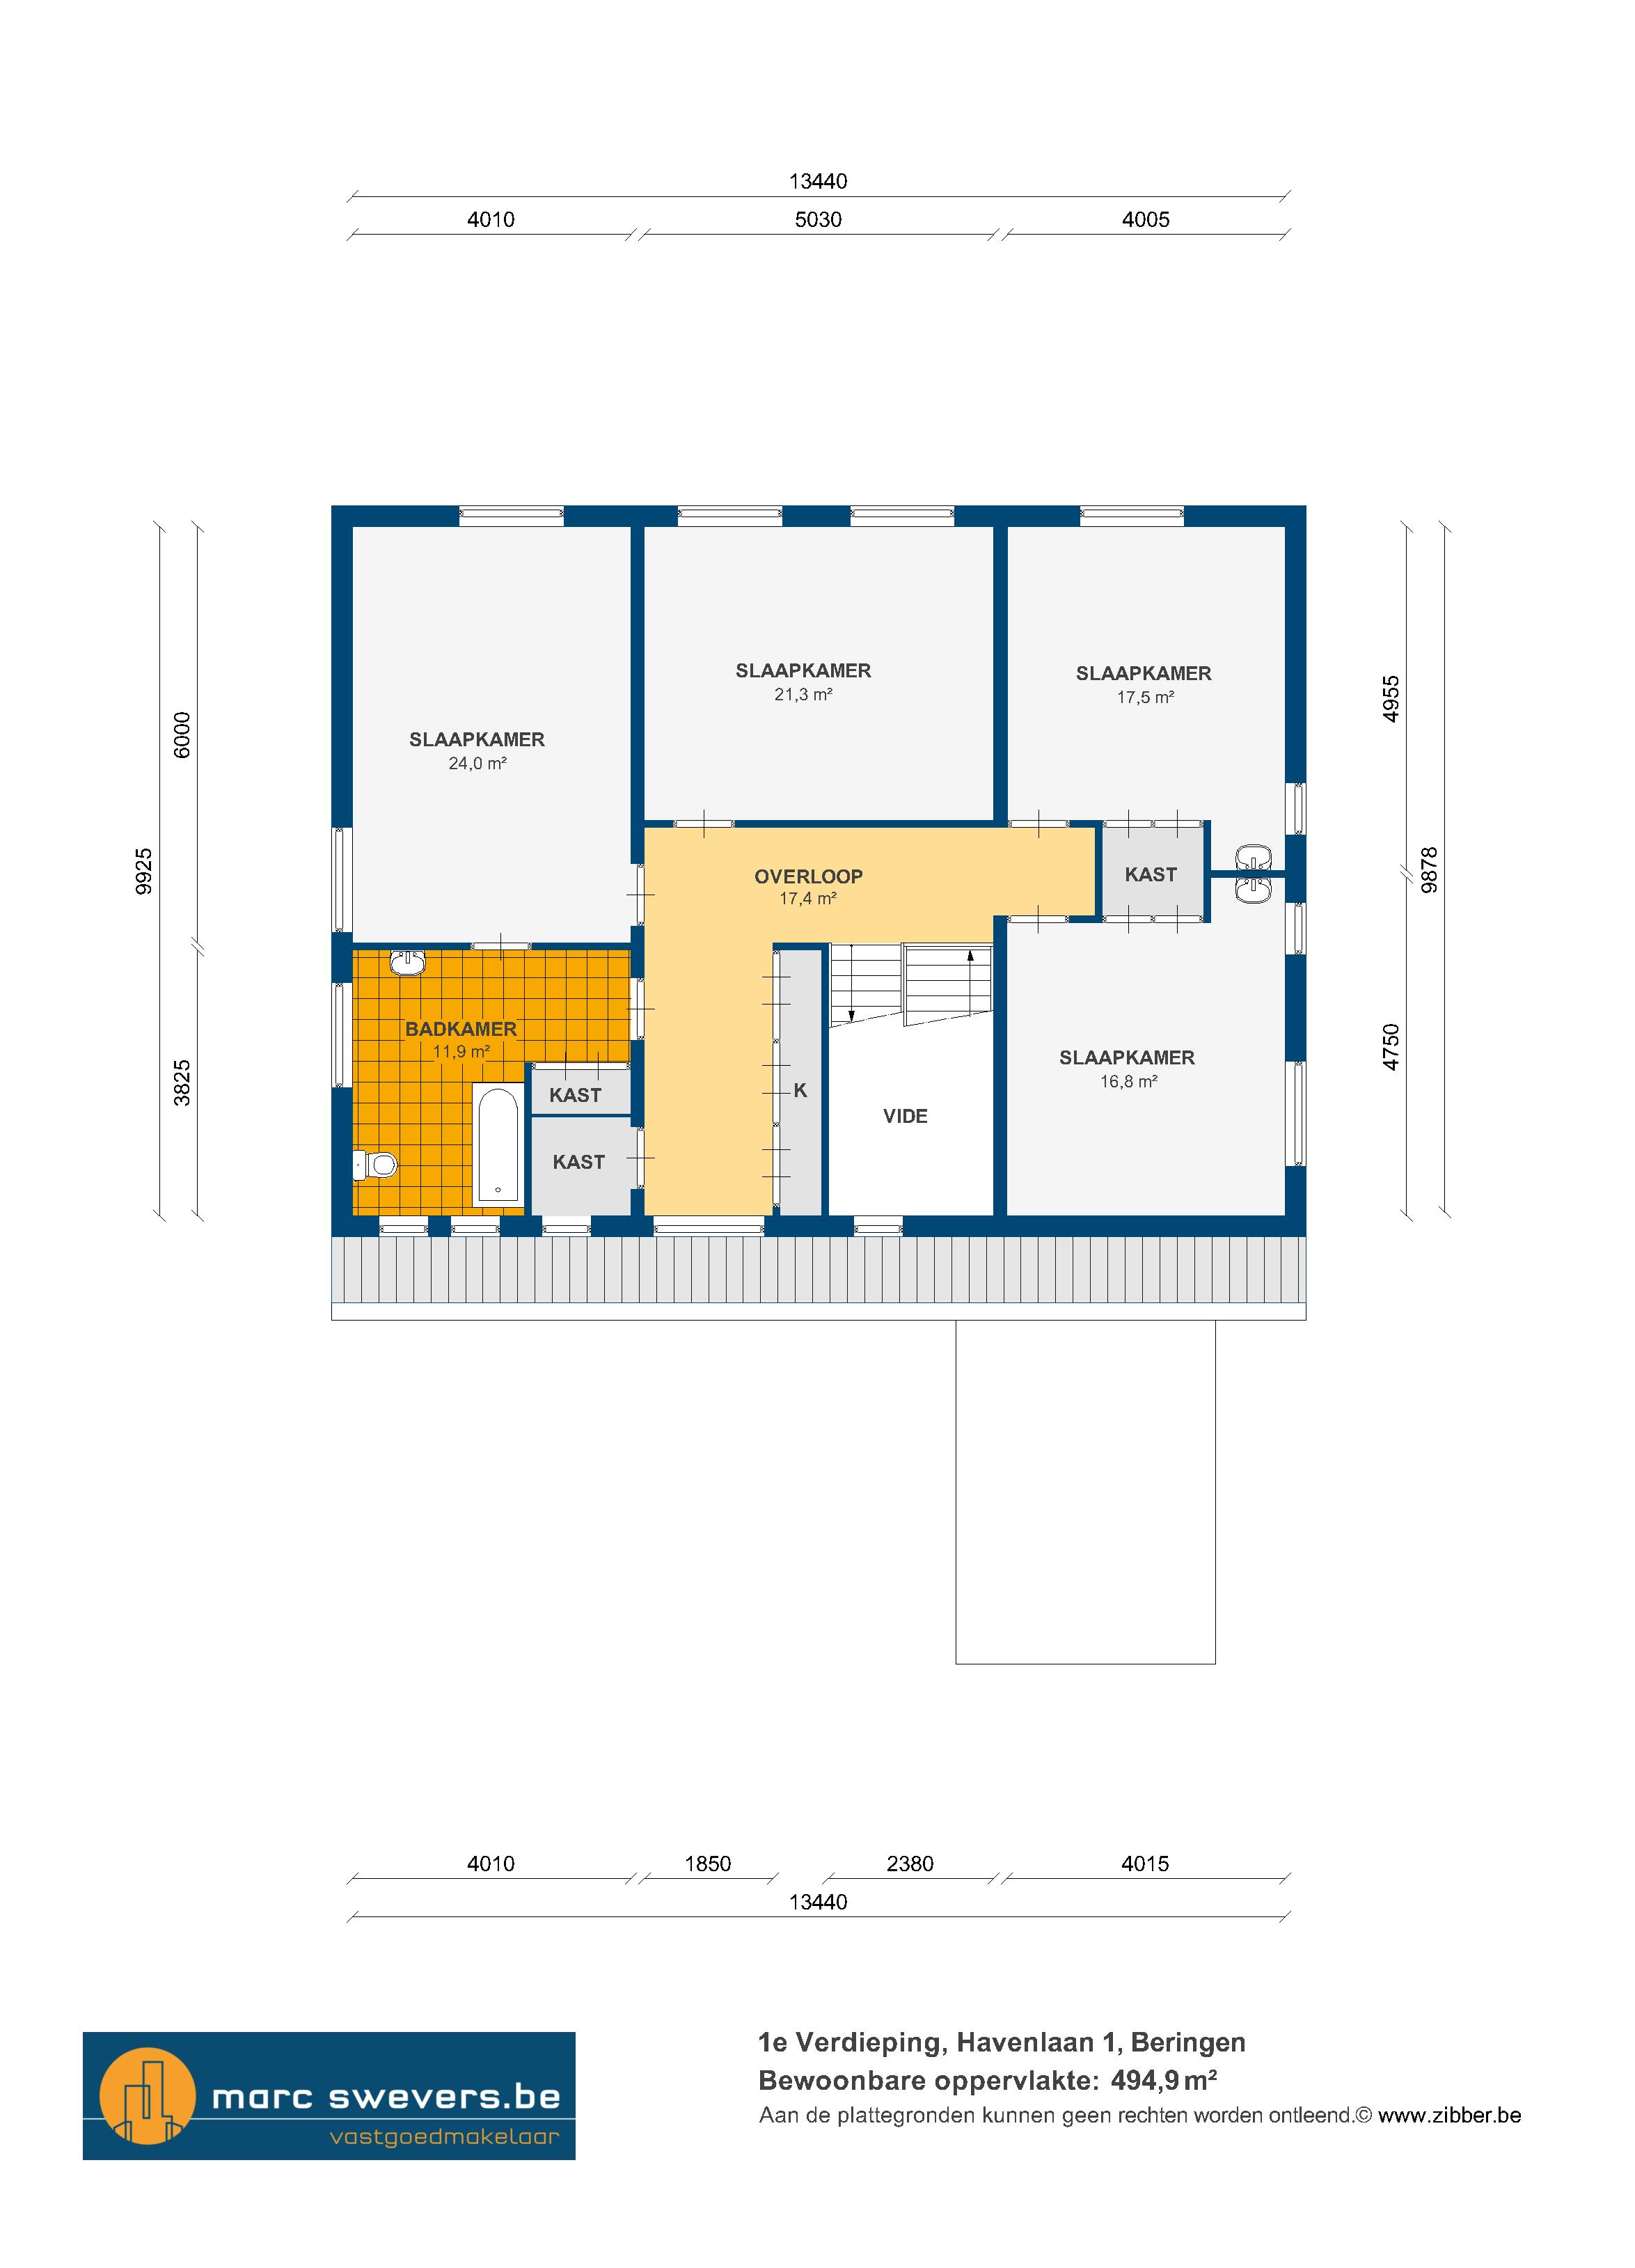 13440
4010 5030 4005
SLAAPKAMER
21,3 m²
SLAAPKAMER
17,5 m²
SLAAPKAMER
24,0 m²
6000
9925
3825
4955
9878
4750
OVERLOOP
17,4 m²
KAST
BADKAMER
11,9 m²
KAST
KAST
K
VIDE
SLAAPKAMER
16,8 m²
4010 1850 2380 4015
13440
marc swevers.be
vastgoedmakelaar
1e Verdieping, Havenlaan 1, Beringen
Bewoonbare oppervlakte: 494,9 m²
Aan de plattegronden kunnen geen rechten worden ontleend.© www.zibber.be